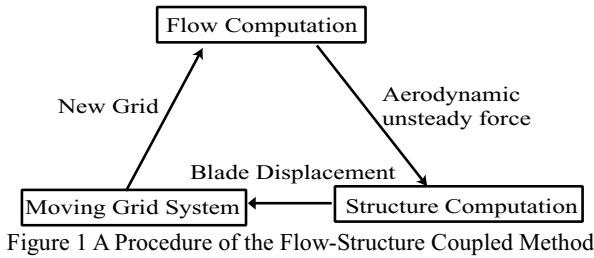 Flow Computation
New Grid
Aerodynamic
unsteady force
Blade Displacement
Moving Grid System
Structure Computation
Figure 1 A Procedure of the Flow-Structure Coupled Method